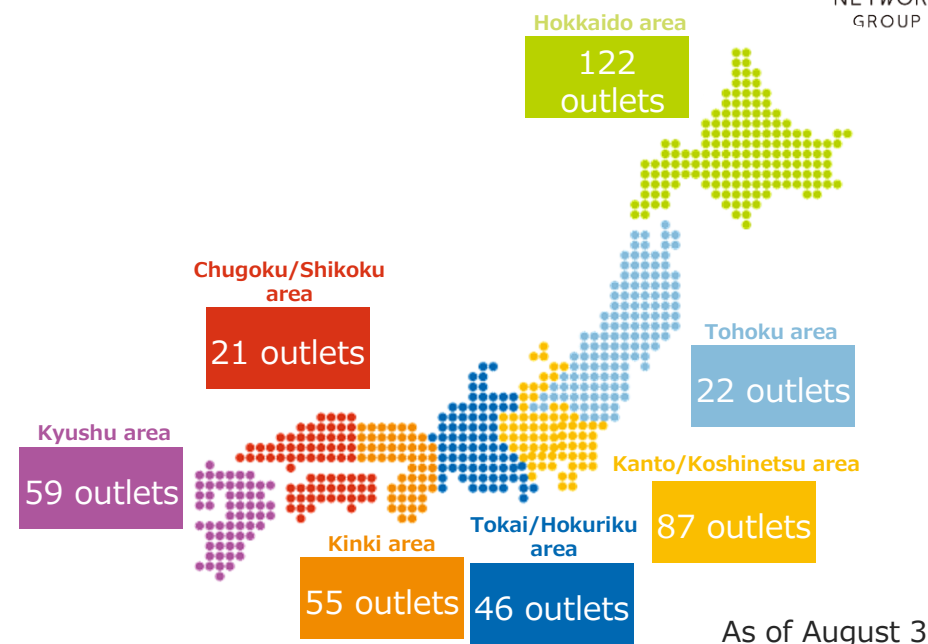 GROUP
Hokkaido area
122
outlets
Chugoku/Shikoku
area
21 outlets
Tohoku area
22 outlets
Kyushu area
59 outlets
Kanto/Koshinetsu area
87 outlets
Tokai/Hokuriku
area
46 outlets
Kinki area
55 outlets
As of August 3